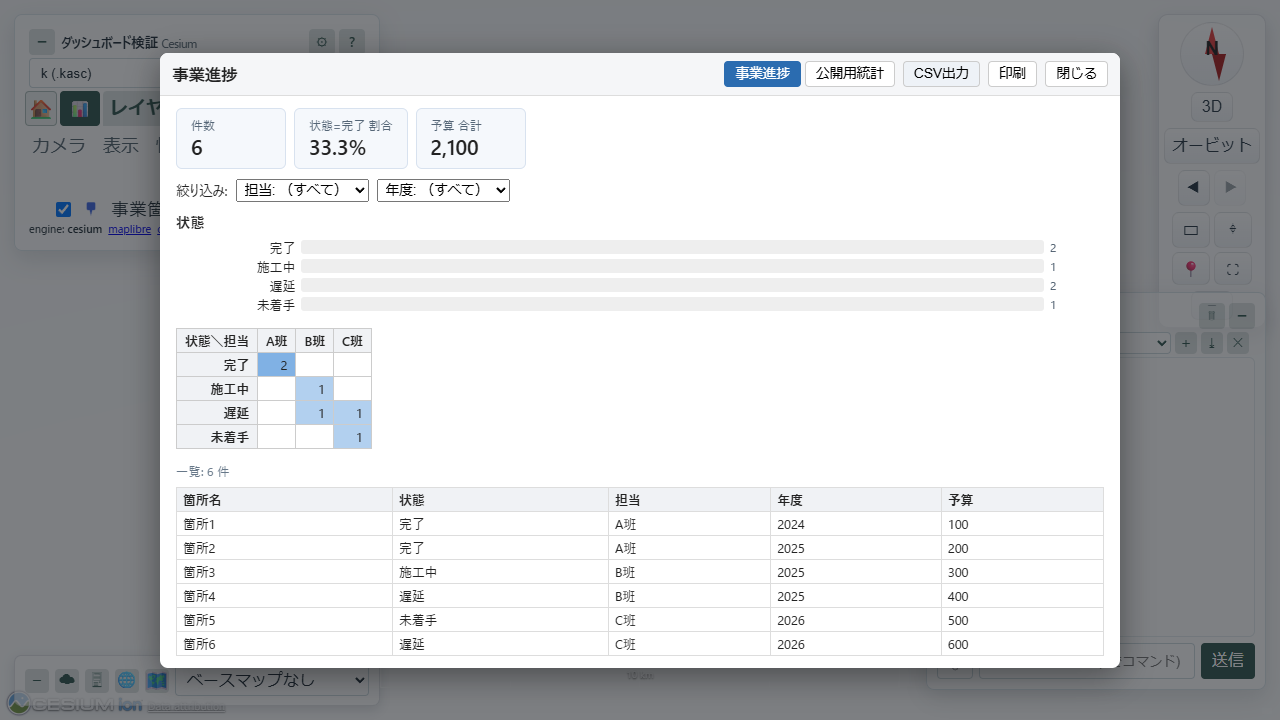 ダッシュボード検証 Cesium
?
k (.kasc)
レイヤ
カメラ 表示
事業箇
engine: cesium maplibre
事業進捗
事業進捗 公開用統計 CSV出力 印刷 閉じる
件数
6
状態=完了 割合
33.3%
予算 合計
2,100
絞り込み: 担当: （すべて） 年度: （すべて）
状態
完了 2
施工中 1
遅延 2
未着手 1
状態＼担当 A班 B班 C班
完了 2
施工中 1
遅延 1 1
未着手 1
一覧: 6 件
箇所名 状態 担当 年度 予算
箇所1 完了 A班 2024 100
箇所2 完了 A班 2025 200
箇所3 施工中 B班 2025 300
箇所4 遅延 B班 2025 400
箇所5 未着手 C班 2026 500
箇所6 遅延 C班 2026 600
N
3D
オービット
コマンド)
送信
ベースマップなし
CESIUM ion
10 km